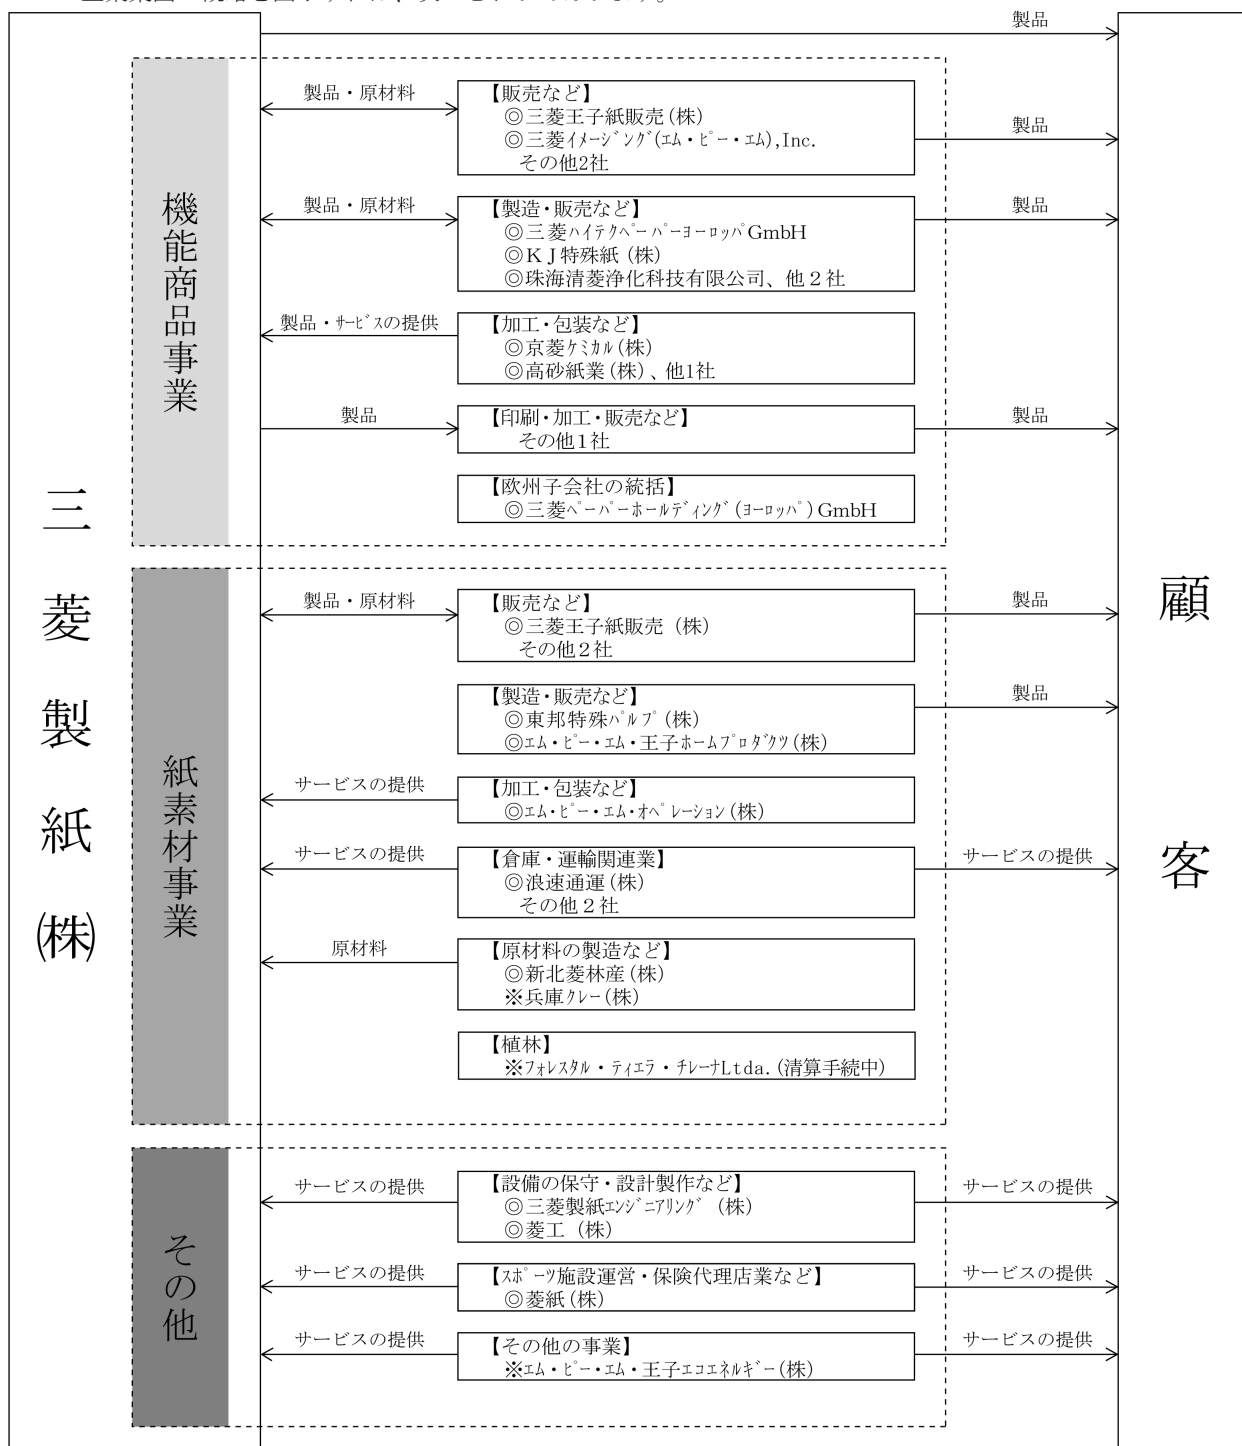 製品
三菱製紙㈱
顧客
機能商品事業
製品・原材料
【販売など】
◎三菱王子紙販売(株)
◎三菱ｲﾒｰｼﾞﾝｸﾞ(ｴﾑ・ﾋﾟｰ・ｴﾑ),Inc.
その他2社
製品
製品・原材料
【製造・販売など】
◎三菱ﾊｲﾃｸﾍﾟｰﾊﾟｰﾖｰﾛｯﾊﾟGmbH
◎ＫＪ特殊紙(株)
◎珠海清菱浄化科技有限公司、他２社
製品
製品・ｻｰﾋﾞｽの提供
【加工・包装など】
◎京菱ｹﾐｶﾙ(株)
◎高砂紙業(株)、他1社
製品
【印刷・加工・販売など】
その他１社
製品
【欧州子会社の統括】
◎三菱ﾍﾟｰﾊﾟｰﾎｰﾙﾃﾞｨﾝｸﾞ(ﾖｰﾛｯﾊﾟ)GmbH
紙素材事業
製品・原材料
【販売など】
◎三菱王子紙販売（株）
その他２社
製品
【製造・販売など】
◎東邦特殊ﾊﾟﾙﾌﾟ(株)
◎ｴﾑ・ﾋﾟｰ・ｴﾑ・王子ﾎｰﾑﾌﾟﾛﾀﾞｸﾂ(株)
製品
サービスの提供
【加工・包装など】
◎ｴﾑ・ﾋﾟｰ・ｴﾑ・ｵﾍﾟﾚｰｼｮﾝ(株)
サービスの提供
【倉庫・運輸関連業】
◎浪速通運(株)
その他２社
サービスの提供
原材料
【原材料の製造など】
◎新北菱林産(株)
※兵庫ｸﾚｰ(株)
【植林】
※ﾌｫﾚｽﾀﾙ・ﾃｨｴﾗ・ﾁﾚｰﾅLtda.(清算手続中)
その他
サービスの提供
【設備の保守・設計製作など】
◎三菱製紙ｴﾝｼﾞﾆｱﾘﾝｸﾞ（株）
◎菱工（株）
サービスの提供
サービスの提供
【ｽﾎﾟｰﾂ施設運営・保険代理店業など】
◎菱紙(株)
サービスの提供
サービスの提供
【その他の事業】
※ｴﾑ・ﾋﾟｰ・ｴﾑ・王子ｴｺｴﾈﾙｷﾞｰ(株)
サービスの提供